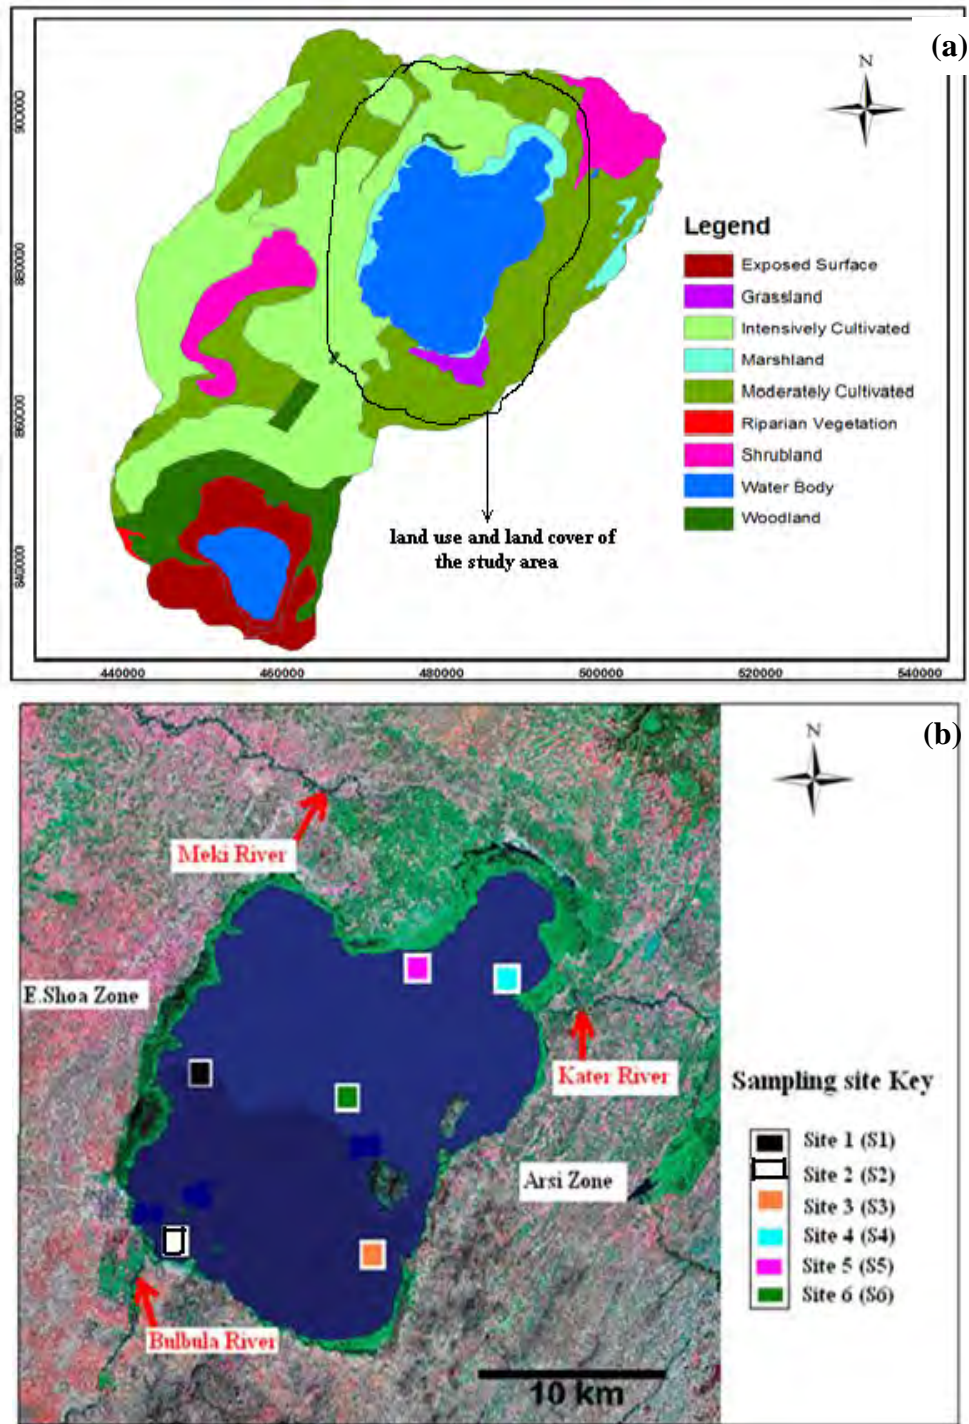 (a)
N
900000
880000
860000
840000
Legend
Exposed Surface
Grassland
Intensively Cultivated
Marshland
Moderately Cultivated
Riparian Vegetation
Shrubland
Water Body
Woodland
land use and land cover of
the study area
440000
460000
480000
500000
520000
540000
(b)
N
Meki River
E.Shoa Zone
Kater River
Arsi Zone
Bulbula River
10 km
Sampling site Key
Site 1 (S1)
Site 2 (S2)
Site 3 (S3)
Site 4 (S4)
Site 5 (S5)
Site 6 (S6)